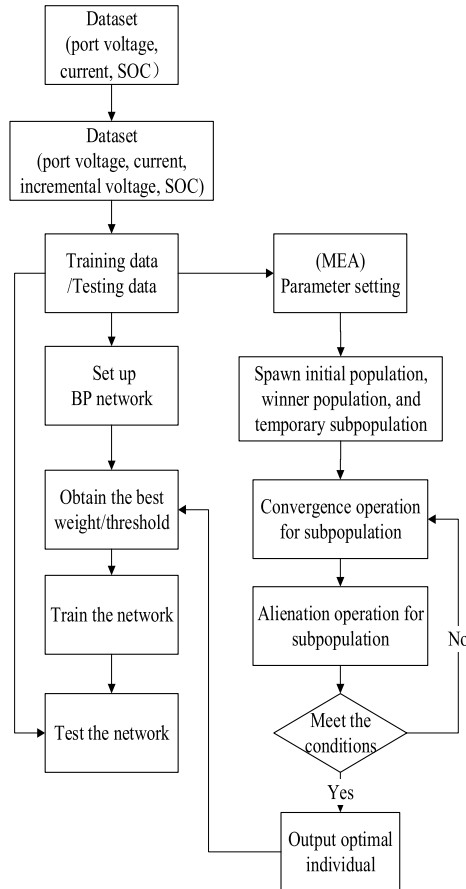 Dataset
(port voltage,
current, SOC）
Dataset
(port voltage, current,
incremental voltage, SOC)
Training data
/Testing data
(MEA)
Parameter setting
Set up
BP network
Spawn initial population,
winner population, and
temporary subpopulation
Obtain the best
weight/threshold
Convergence operation
for subpopulation
Train the network
Alienation operation for
subpopulation
No
Test the network
Meet the
conditions
Yes
Output optimal
individual